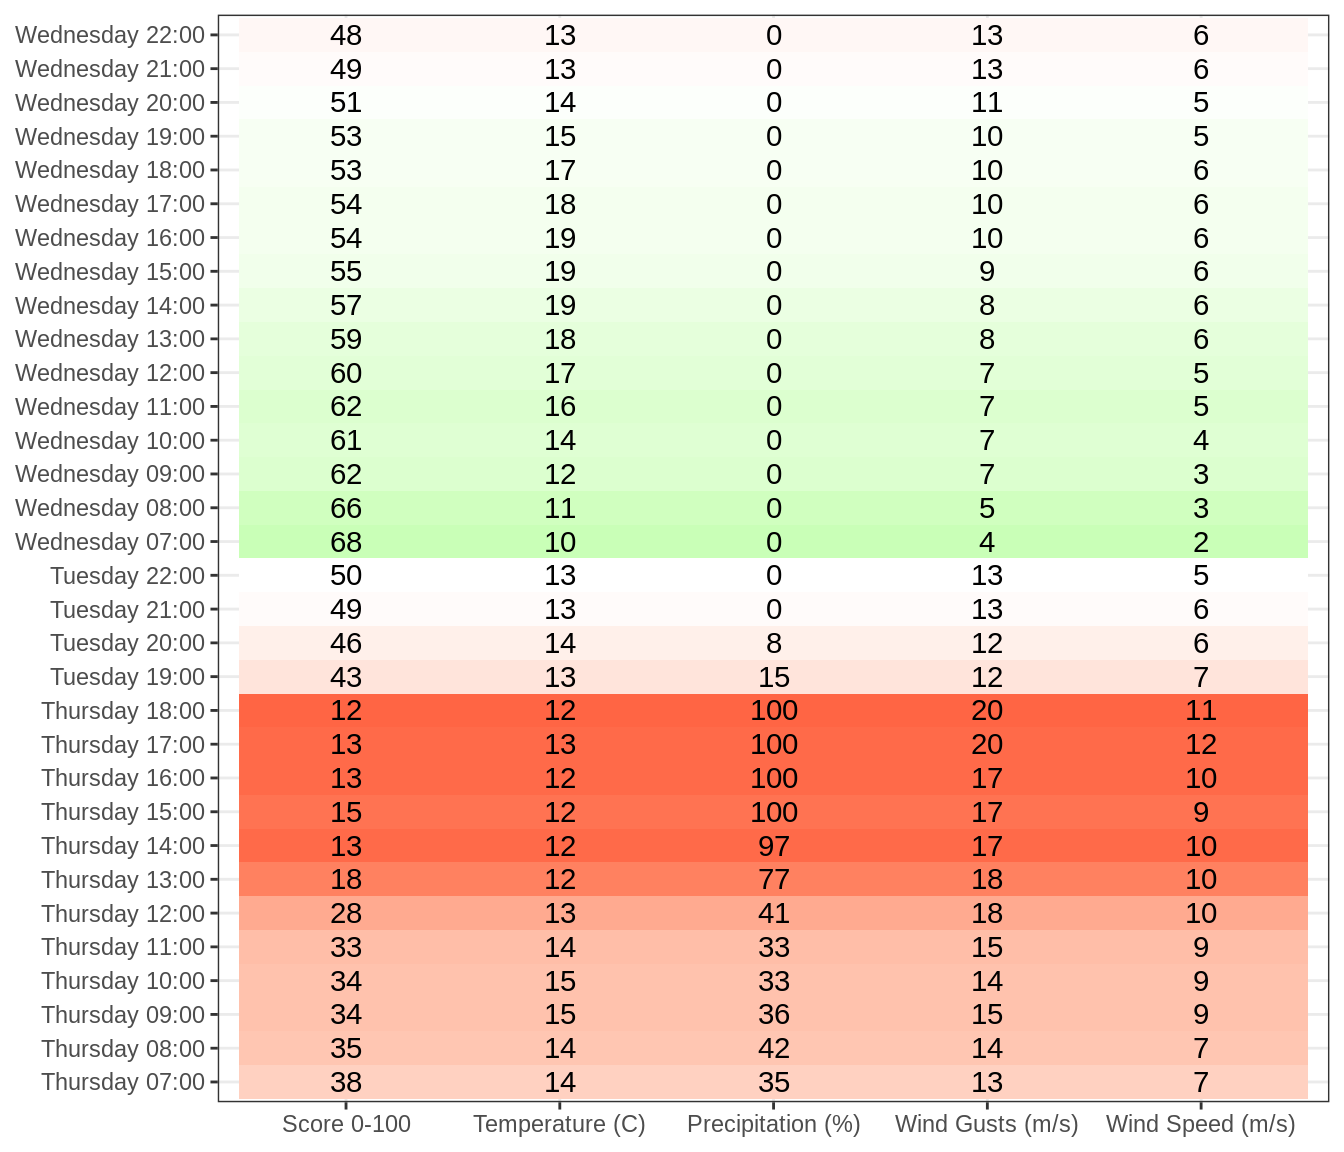 Wednesday 22:00 48 13 0 13 6
Wednesday 21:00 49 13 0 13 6
Wednesday 20:00 51 14 0 11 5
Wednesday 19:00 53 15 0 10 5
Wednesday 18:00 53 17 0 10 6
Wednesday 17:00 54 18 0 10 6
Wednesday 16:00 54 19 0 10 6
Wednesday 15:00 55 19 0 9 6
Wednesday 14:00 57 19 0 8 6
Wednesday 13:00 59 18 0 8 6
Wednesday 12:00 60 17 0 7 5
Wednesday 11:00 62 16 0 7 5
Wednesday 10:00 61 14 0 7 4
Wednesday 09:00 62 12 0 7 3
Wednesday 08:00 66 11 0 5 3
Wednesday 07:00 68 10 0 4 2
Tuesday 22:00 50 13 0 13 5
Tuesday 21:00 49 13 0 13 6
Tuesday 20:00 46 14 8 12 6
Tuesday 19:00 43 13 15 12 7
Thursday 18:00 12 12 100 20 11
Thursday 17:00 13 13 100 20 12
Thursday 16:00 13 12 100 17 10
Thursday 15:00 15 12 100 17 9
Thursday 14:00 13 12 97 17 10
Thursday 13:00 18 12 77 18 10
Thursday 12:00 28 13 41 18 10
Thursday 11:00 33 14 33 15 9
Thursday 10:00 34 15 33 14 9
Thursday 09:00 34 15 36 15 9
Thursday 08:00 35 14 42 14 7
Thursday 07:00 38 14 35 13 7
Score 0-100 Temperature (C) Precipitation (%) Wind Gusts (m/s) Wind Speed (m/s)